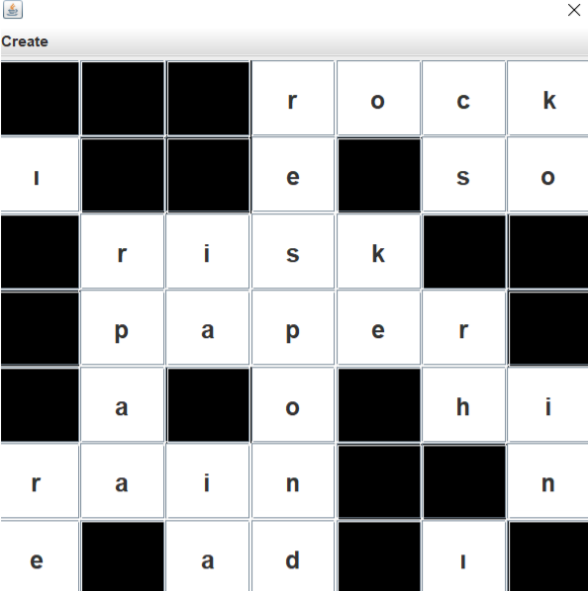 Create
r o c k
ı e s o
r i s k
p a p e r
a o h i
r a i n n
e a d ı